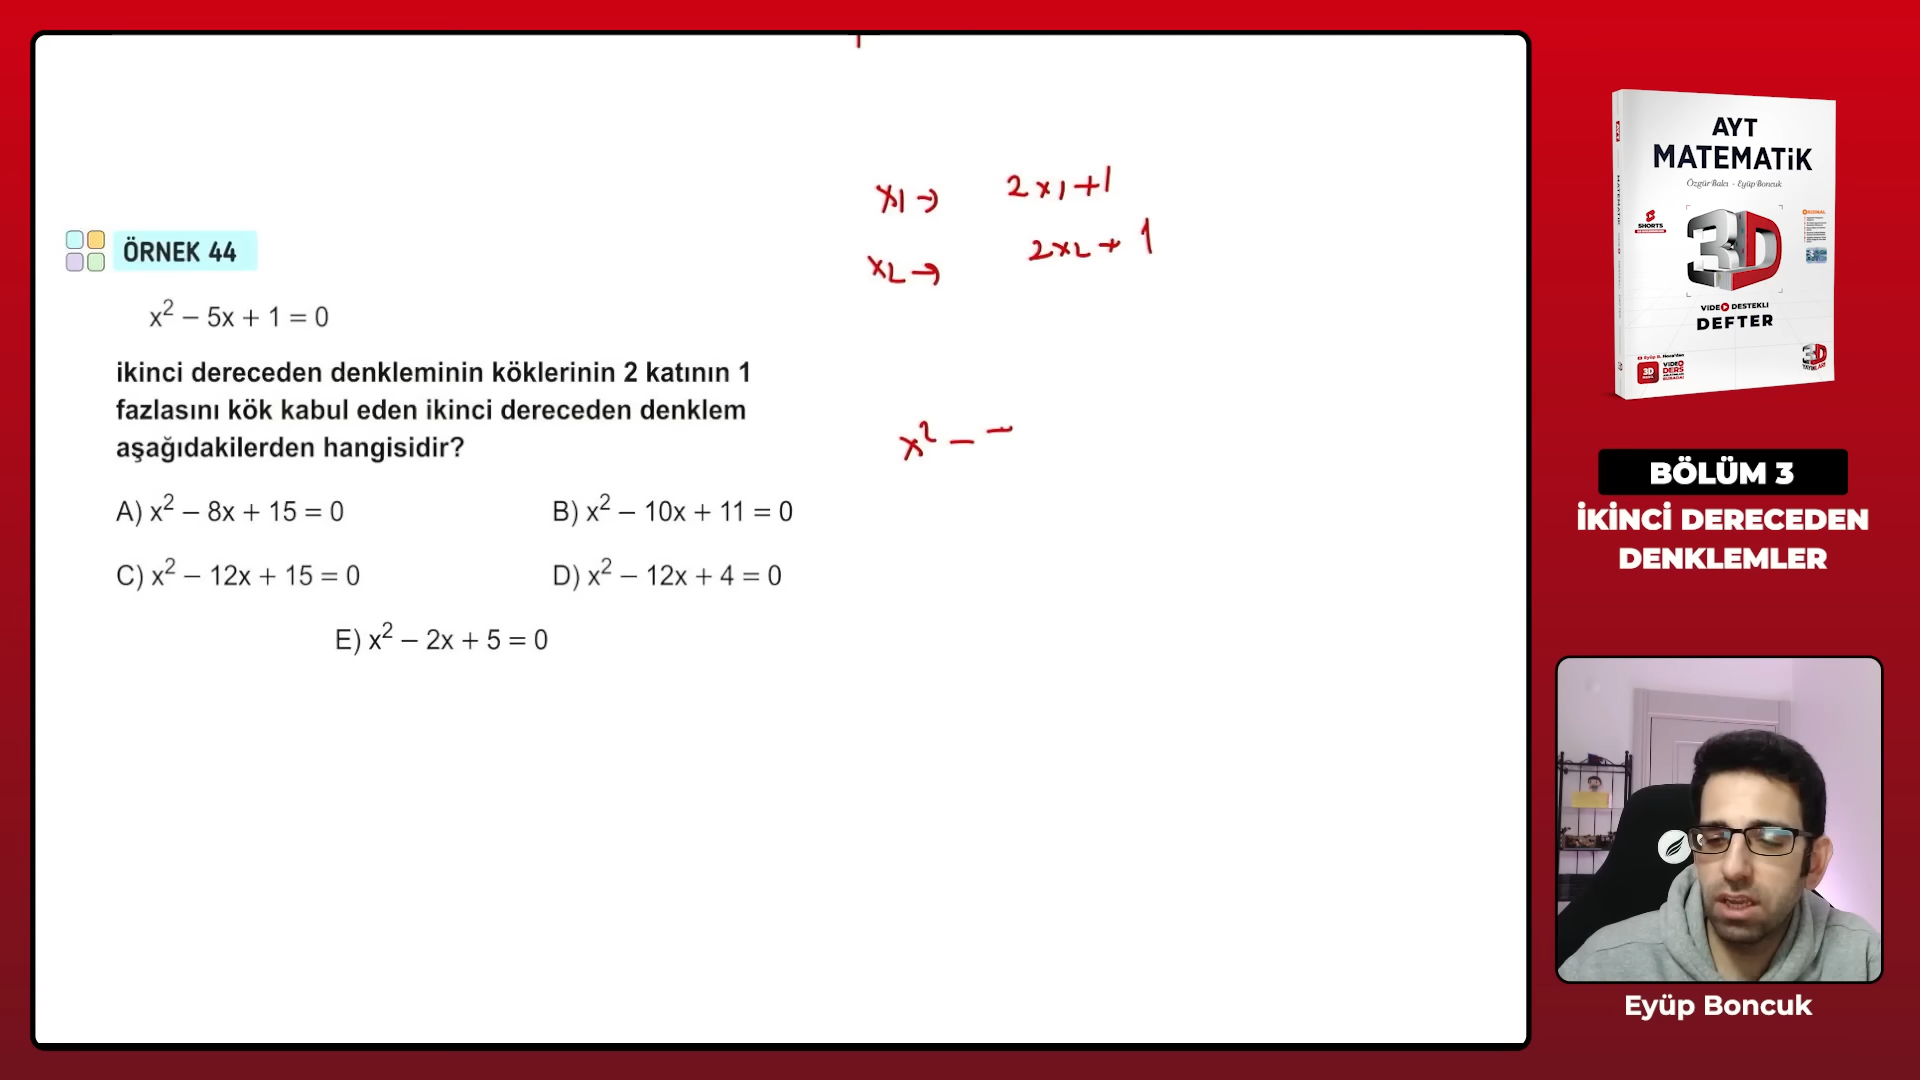 x1 → 2x1+1
x2 → 2x2+1
ÖRNEK 44
x² – 5x + 1 = 0
ikinci dereceden denkleminin köklerinin 2 katının 1
fazlasını kök kabul eden ikinci dereceden denklem
aşağıdakilerden hangisidir?
x² –
A) x² – 8x + 15 = 0
B) x² – 10x + 11 = 0
C) x² – 12x + 15 = 0
D) x² – 12x + 4 = 0
E) x² – 2x + 5 = 0
AYT
MATEMATiK
Özgür Balcı - Eyüp Boncuk
SHORTS
3D
VIDEO DESTEKLI
DEFTER
BÖLÜM 3
İKİNCİ DERECEDEN
DENKLEMLER
Eyüp Boncuk